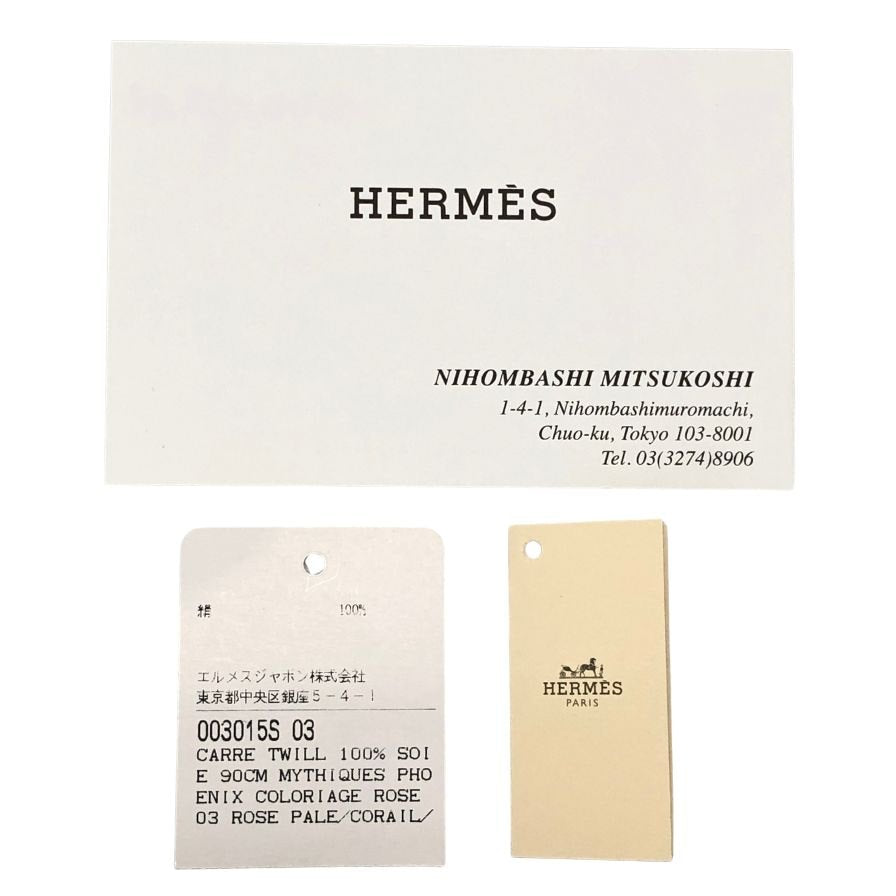 HERMÈS
NIHOMBASHI MITSUKOSHI
1-4-1, Nihombashimuromachi,
Chuo-ku, Tokyo 103-8001
Tel. 03(3274)8906
絹 100%
エルメスジャポン株式会社
東京都中央区銀座5-4-1
003015S 03
CARRE TWILL 100% SOI
E 90CM MYTHIQUES PHO
ENIX COLORIAGE ROSE
03 ROSE PALE/CORAIL/
HERMÈS
PARIS